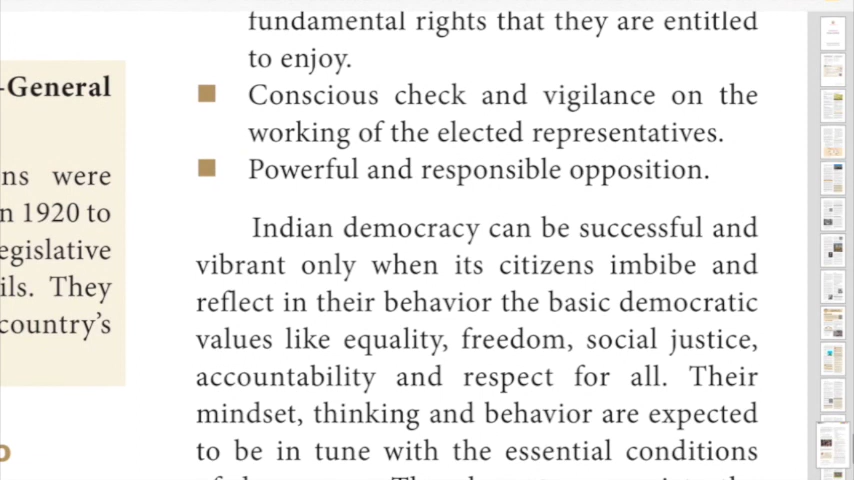 fundamental rights that they are entitled
to enjoy.
Conscious check and vigilance on the
working of the elected representatives.
Powerful and responsible opposition.
Indian democracy can be successful and
vibrant only when its citizens imbibe and
reflect in their behavior the basic democratic
values like equality, freedom, social justice,
accountability and respect for all. Their
mindset, thinking and behavior are expected
to be in tune with the essential conditions
-General
ns were
n 1920 to
egislative
ils. They
country's
o